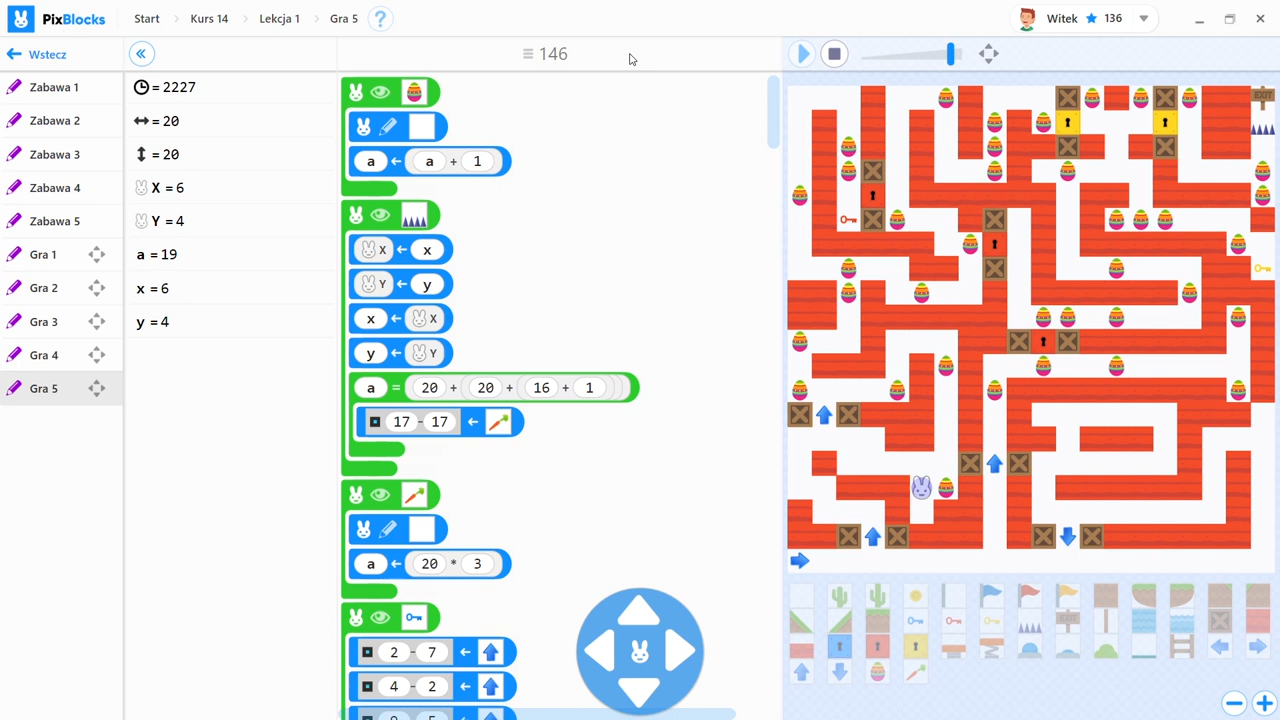 PixBlocks
Start
Kurs 14
Lekcja 1
Gra 5
?
Witek
136
Wstecz
146
Zabawa 1
Zabawa 2
Zabawa 3
Zabawa 4
Zabawa 5
Gra 1
Gra 2
Gra 3
Gra 4
Gra 5
= 2227
= 20
= 20
X = 6
Y = 4
a = 19
x = 6
y = 4
a ← a + 1
X ← x
Y ← y
x ← X
y ← Y
a = 20 + 20 + 16 + 1
17 - 17 ←
a ← 20 * 3
2 - 7 ←
4 - 2 ←
EXIT